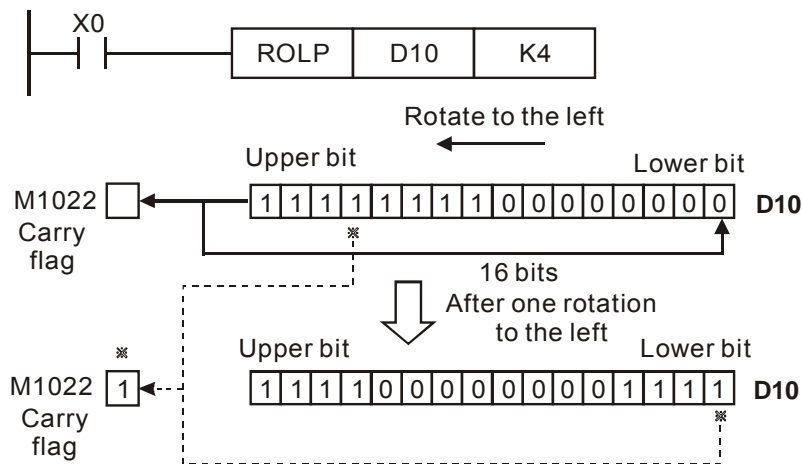 X0
ROLP D10 K4
Rotate to the left
Upper bit Lower bit
M1022 1 1 1 1 1 1 1 1 0 0 0 0 0 0 0 0 D10
Carry
flag
※
16 bits
After one rotation
to the left
※
Upper bit Lower bit
M1022 1 1 1 1 1 0 0 0 0 0 0 0 0 1 1 1 1 D10
Carry
flag
※